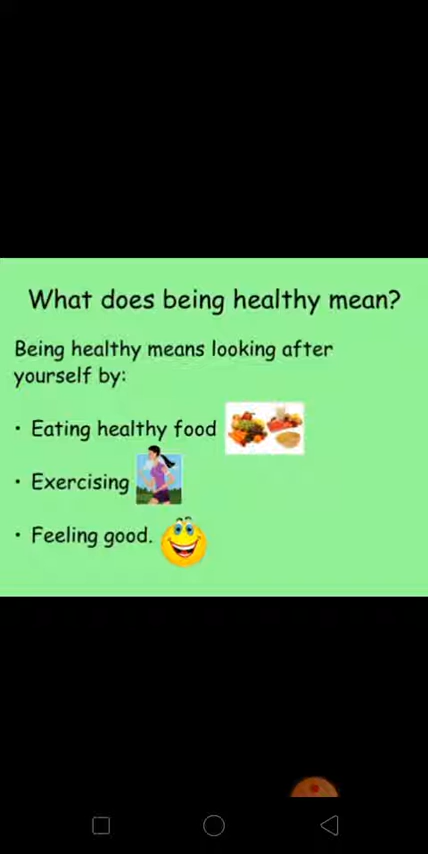 What does being healthy mean?
Being healthy means looking after
yourself by:
• Eating healthy food
• Exercising
• Feeling good.